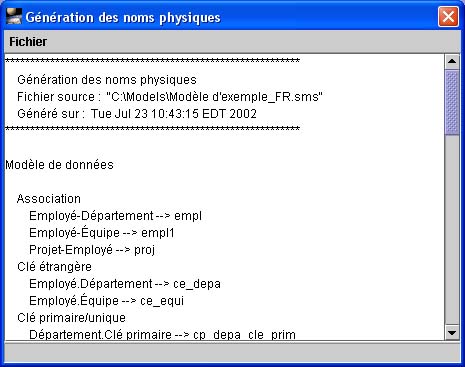 Génération des noms physiques
Fichier
**************************************************************
Génération des noms physiques
Fichier source : "C:\Models\Modèle d'exemple_FR.sms"
Généré sur : Tue Jul 23 10:43:15 EDT 2002
**************************************************************
Modèle de données
Association
Employé-Département --> empl
Employé-Équipe --> empl1
Projet-Employé --> proj
Clé étrangère
Employé.Département --> ce_depa
Employé.Équipe --> ce_equi
Clé primaire/unique
Département.Clé primaire --> cp_depa_cle_prim